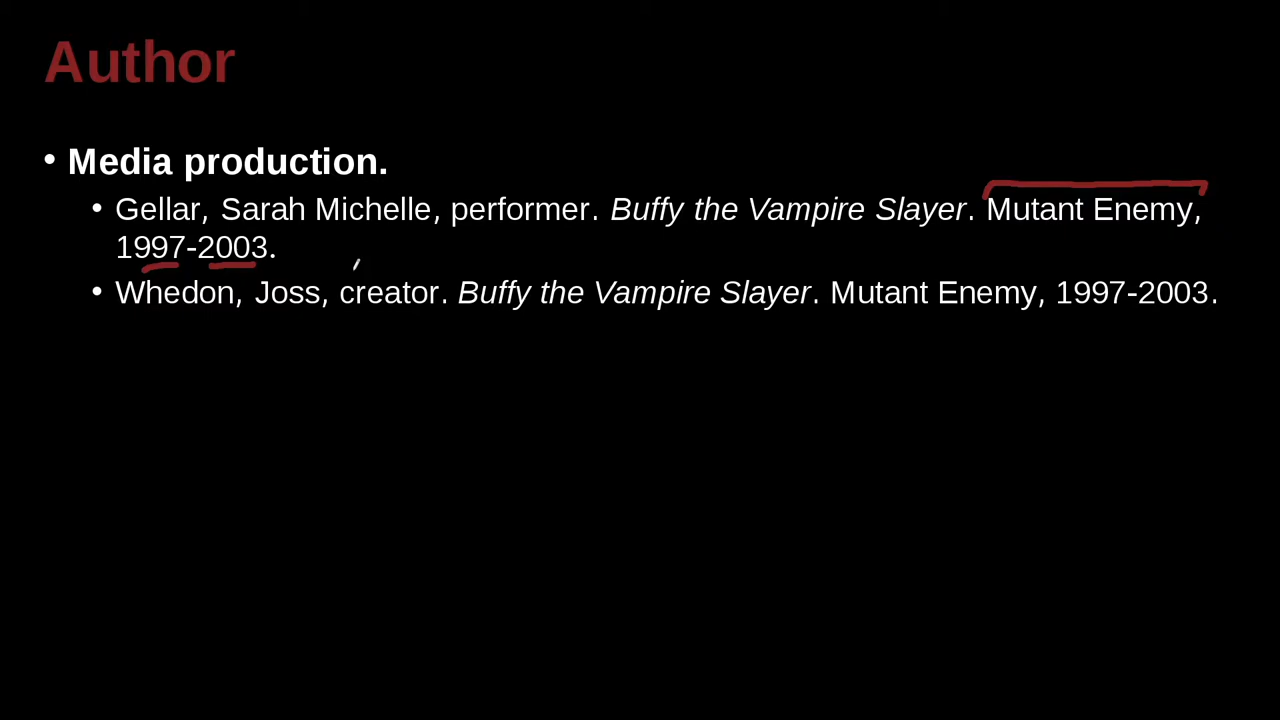 Author
• Media production.
• Gellar, Sarah Michelle, performer. Buffy the Vampire Slayer. Mutant Enemy,
1997-2003.
• Whedon, Joss, creator. Buffy the Vampire Slayer. Mutant Enemy, 1997-2003.